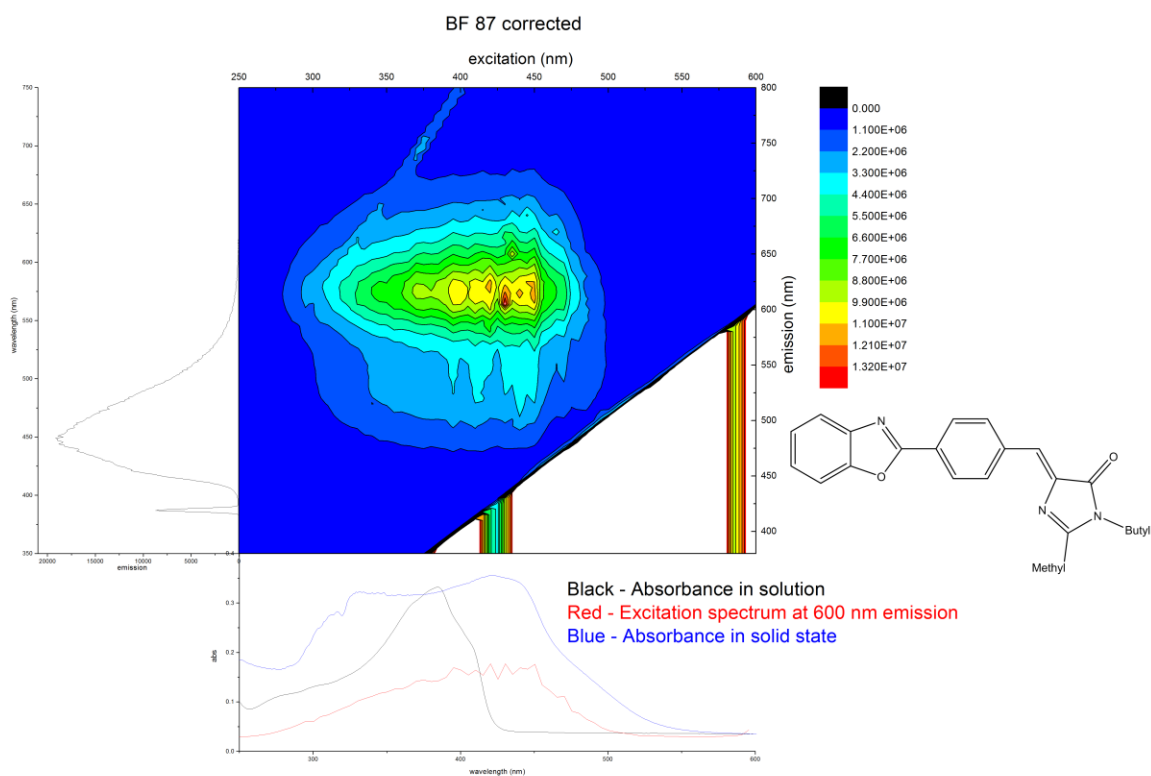 BF 87 corrected
excitation (nm)
250 300 350 400 450 500 550 600
750
700
650
600
550
500
450
400
350
wavelength (nm)
20000 15000 10000 5000 0
emission
800
750
700
650
600
550
500
450
400
emission (nm)
0.000
1.100E+06
2.200E+06
3.300E+06
4.400E+06
5.500E+06
6.600E+06
7.700E+06
8.800E+06
9.900E+06
1.100E+07
1.210E+07
1.320E+07
N
O
O
N
N
Butyl
Methyl
0.4
0.3
0.2
0.1
0.0
abs
300 400 500 600
wavelength (nm)
Black - Absorbance in solution
Red - Excitation spectrum at 600 nm emission
Blue - Absorbance in solid state